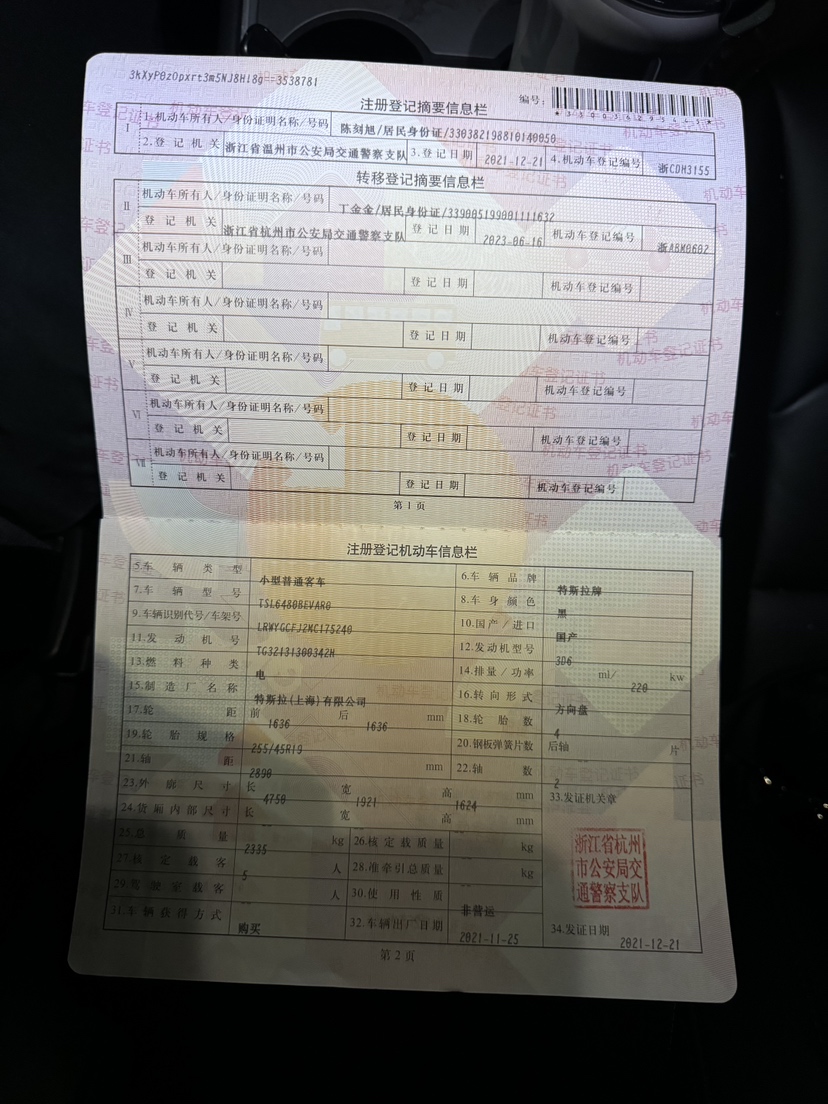 3kXyP0zOpxrt3m5NJ8Hl8g==3538781
编号:
注册登记摘要信息栏
Ⅰ 1.机动车所有人/身份证明名称/号码 陈刻旭/居民身份证/330382198810140050
2.登记机关 浙江省温州市公安局交通警察支队 3.登记日期 2021-12-21 4.机动车登记编号 浙CDH3155
转移登记摘要信息栏
Ⅱ 机动车所有人/身份证明名称/号码 丁金金/居民身份证/339005199001111632
登记机关 浙江省杭州市公安局交通警察支队 登记日期 2023-06-16 机动车登记编号 浙ABM0602
Ⅲ 机动车所有人/身份证明名称/号码
登记机关 登记日期 机动车登记编号
Ⅳ 机动车所有人/身份证明名称/号码
登记机关 登记日期 机动车登记编号
Ⅴ 机动车所有人/身份证明名称/号码
登记机关 登记日期 机动车登记编号
Ⅵ 机动车所有人/身份证明名称/号码
登记机关 登记日期 机动车登记编号
Ⅶ 机动车所有人/身份证明名称/号码
登记机关 登记日期 机动车登记编号
第1页
注册登记机动车信息栏
5.车辆类型 小型普通客车 6.车辆品牌 特斯拉牌
7.车辆型号 TSL6480BEVAR0 8.车身颜色 黑
9.车辆识别代号/车架号 LRWYGCFJ2MC175240 10.国产/进口 国产
11.发动机号 TG32131300342H 12.发动机型号 3D6
13.燃料种类 电 14.排量/功率 ml/ 220 kw
15.制造厂名称 特斯拉(上海)有限公司 16.转向形式 方向盘
17.轮距 前 1636 后 1636 mm 18.轮胎数 4
19.轮胎规格 255/45R19 20.钢板弹簧片数 后轴 片
21.轴距 2890 mm 22.轴数 2
23.外廓尺寸 长 4750 宽 1921 高 1624 mm 33.发证机关章
24.货厢内部尺寸 长 宽 高 mm
25.总质量 2335 kg 26.核定载质量 kg
27.核定载客 5 人 28.准牵引总质量 kg
29.驾驶室载客 人 30.使用性质 非营运
31.车辆获得方式 购买 32.车辆出厂日期 2021-11-25 34.发证日期 2021-12-21
浙江省杭州
市公安局交
通警察支队
第2页